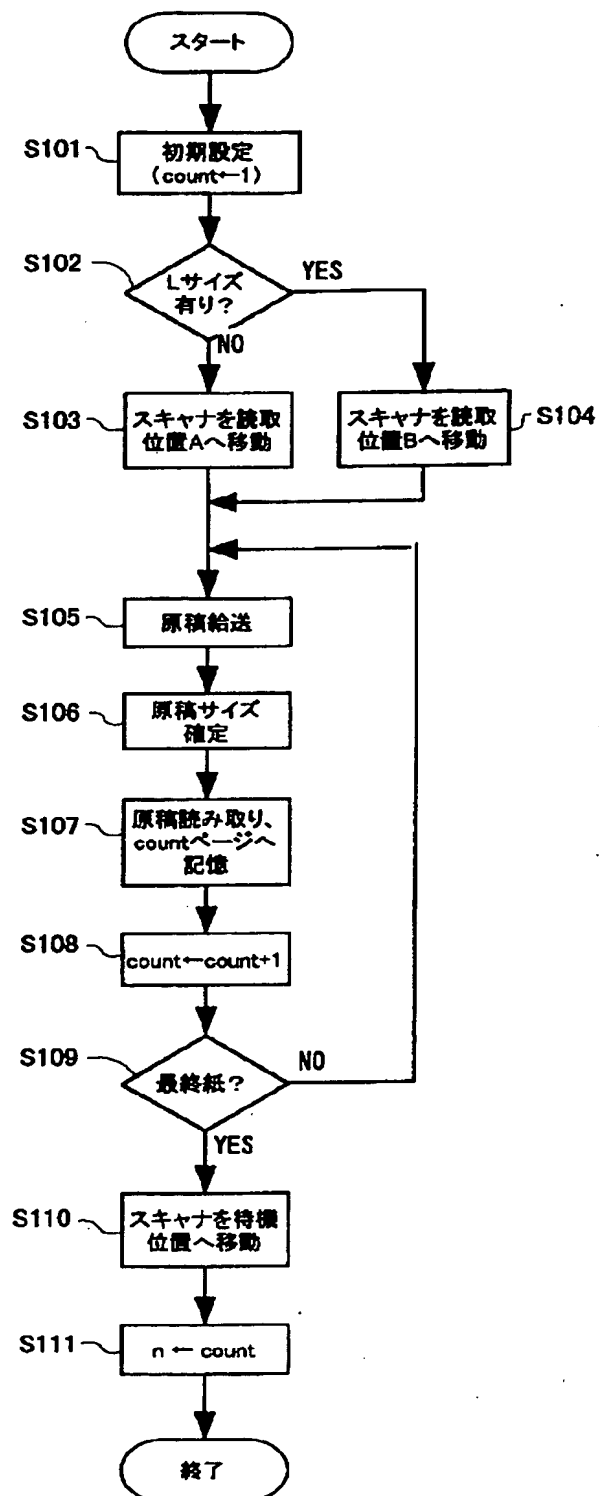 スタート
S101
初期設定
(count←1)
S102
Lサイズ
有り?
YES
NO
S103
スキャナを読取
位置Aへ移動
スキャナを読取
位置Bへ移動
S104
S105
原稿給送
S106
原稿サイズ
確定
S107
原稿読み取り、
countページへ
記憶
S108
count←count+1
S109
最終紙?
NO
YES
S110
スキャナを待機
位置へ移動
S111
n ← count
終了